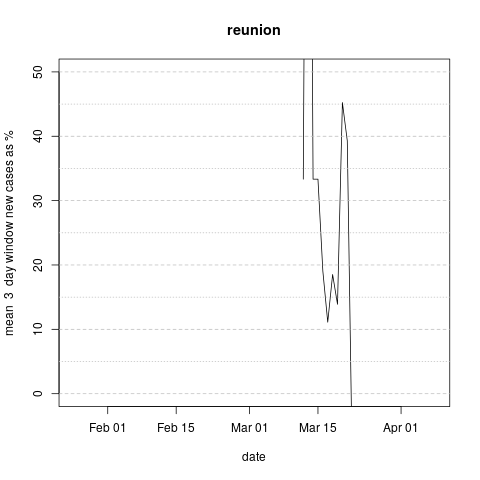 reunion
mean  3  day window new cases as %
50
40
30
20
10
0
Feb 01
Feb 15
Mar 01
Mar 15
Apr 01
date